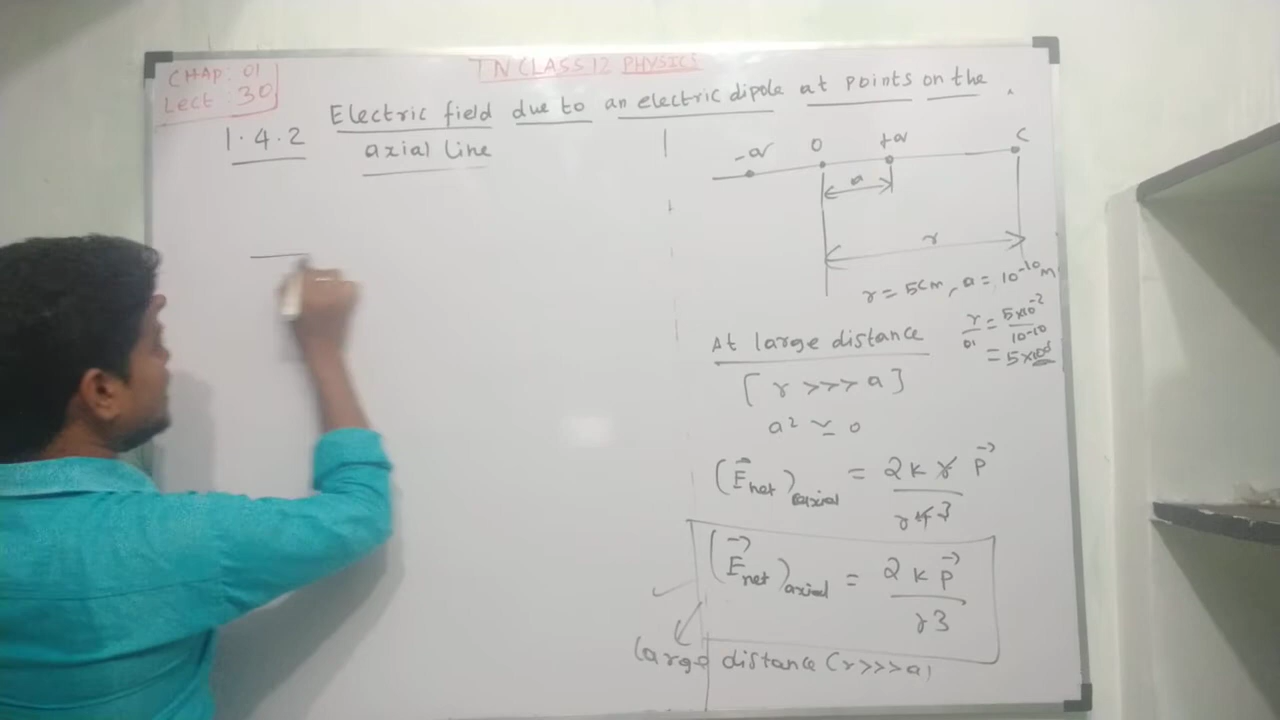 CHAP: 01
Lect : 30
TN CLASS 12 PHYSICS
1.4.2 Electric field due to an electric dipole at points on the
axial line
-q O +q C
a
r
r = 5cm, a = 10⁻¹⁰m
r/a = 5×10⁻²/10⁻¹⁰
= 5×10⁸
At large distance
[ r >>> a ]
a² ≃ 0
(E⃗net)axial = 2 k r p⃗ / r⁴ 3
(E⃗net)axial = 2 k p⃗ / r3
large distance (r>>>a)